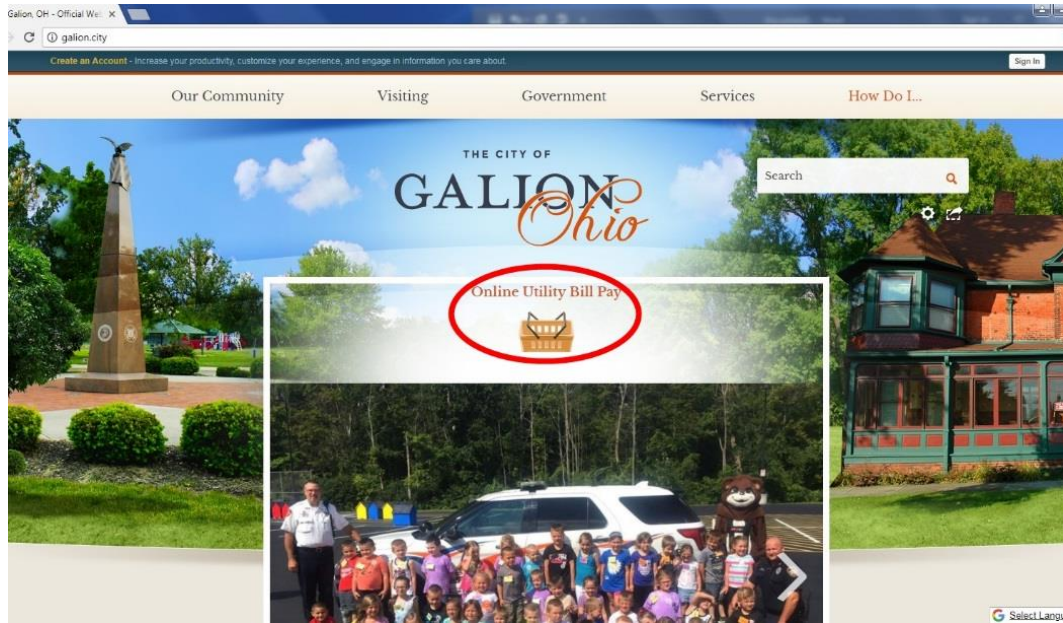 Galion, OH - Official We
galion.city
Create an Account - Increase your productivity, customize your experience, and engage in information you care about.
Sign In
Our Community
Visiting
Government
Services
How Do I...
THE CITY OF
GALION
Ohio
Search
Online Utility Bill Pay
Select Langu